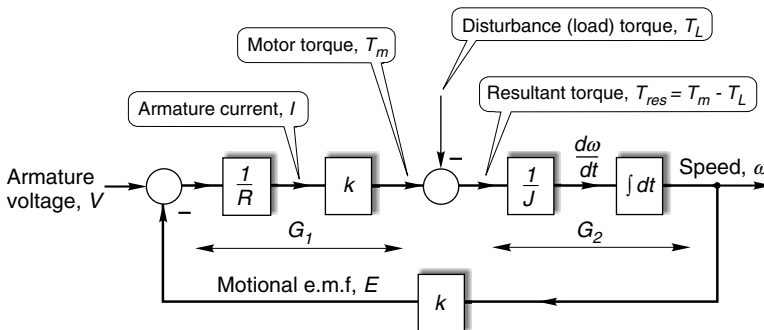 Disturbance (load) torque, T_L
Motor torque, T_m
Resultant torque, T_res = T_m - T_L
Armature current, I
Armature
voltage, V
1
R
k
1
J
dω
dt
∫ dt
Speed, ω
−
−
G_1
G_2
Motional e.m.f, E
k